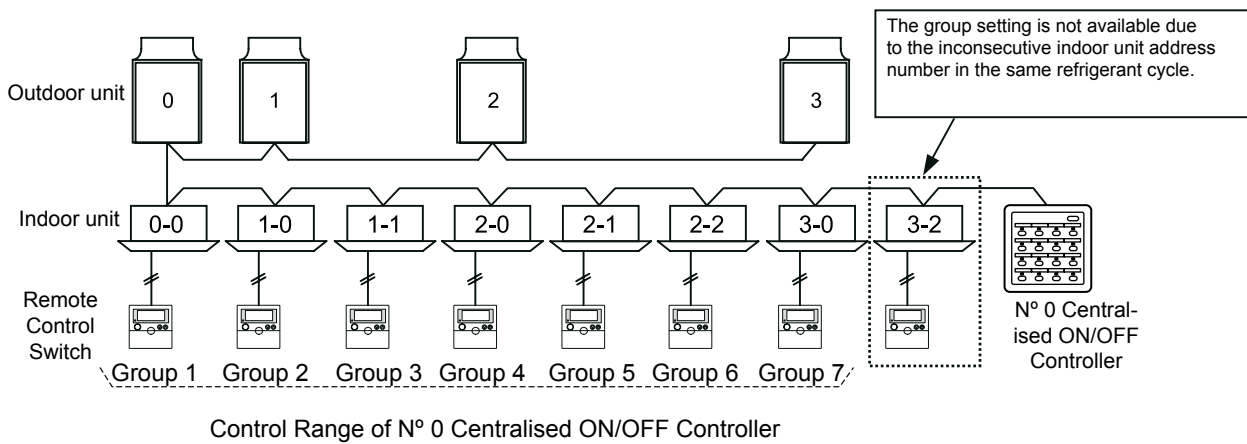 The group setting is not available due
to the inconsecutive indoor unit address
number in the same refrigerant cycle.
Outdoor unit
0
1
2
3
Indoor unit
0-0
1-0
1-1
2-0
2-1
2-2
3-0
3-2
Remote
Control
Switch
Nº 0 Central-
ised ON/OFF
Controller
Group 1
Group 2
Group 3
Group 4
Group 5
Group 6
Group 7
Control Range of Nº 0 Centralised ON/OFF Controller